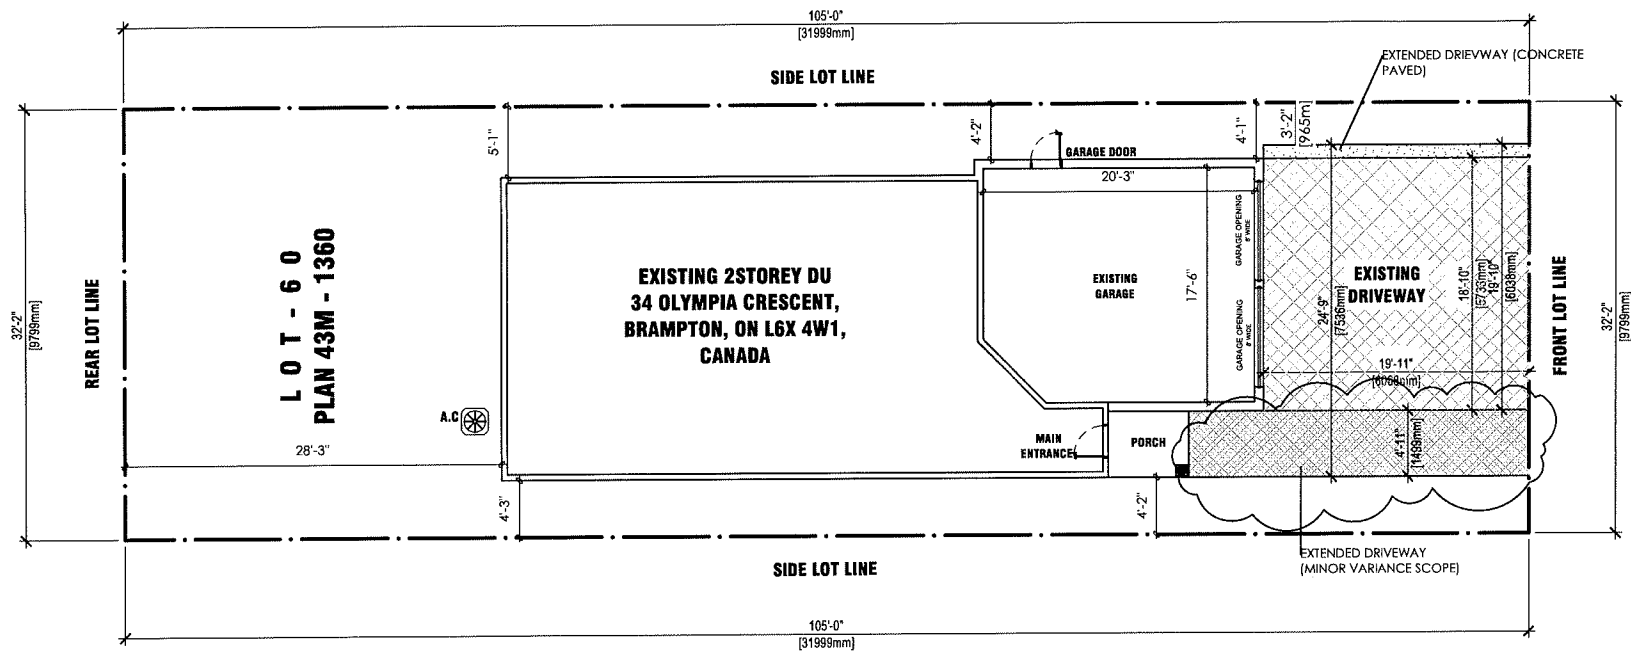 105'-0"
[31999mm]
EXTENDED DRIEVWAY (CONCRETE
PAVED)
SIDE LOT LINE
5'-1"
4'-2"
4'-1"
3'-2"
[965m]
GARAGE DOOR
20'-3"
GARAGE OPENING
8' WIDE
LOT - 60
PLAN 43M - 1360
EXISTING 2STOREY DU
34 OLYMPIA CRESCENT,
BRAMPTON, ON L6X 4W1,
CANADA
EXISTING
GARAGE
17'-6"
EXISTING
DRIVEWAY
18'-10"
[5733mm]
19'-10"
[6038mm]
24'-9"
[7536mm]
FRONT LOT LINE
32'-2"
[9799mm]
REAR LOT LINE
32'-2"
[9799mm]
GARAGE OPENING
8' WIDE
19'-11"
[6068mm]
A.C
28'-3"
MAIN
ENTRANCE
PORCH
4'-11"
[1499mm]
4'-3"
4'-2"
EXTENDED DRIVEWAY
(MINOR VARIANCE SCOPE)
SIDE LOT LINE
105'-0"
[31999mm]